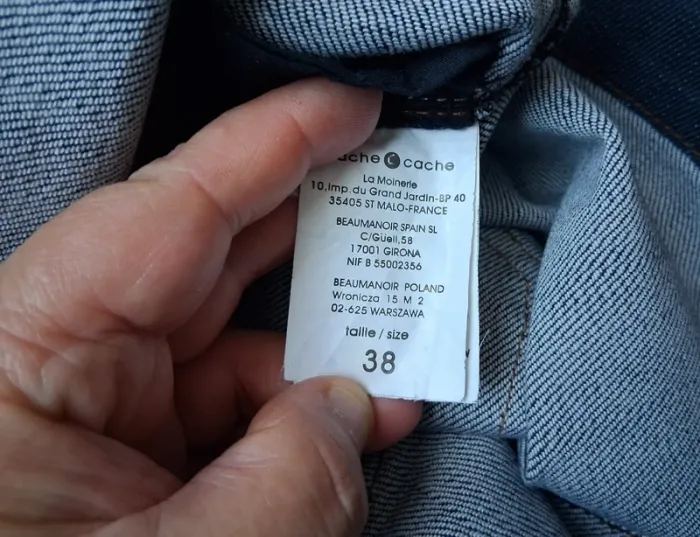 ache c cache
La Moinerie
10,Imp. du Grand Jardin-BP 40
35405 ST MALO-FRANCE
BEAUMANOIR SPAIN SL
C/Güell,58
17001 GIRONA
NIF B 55002356
BEAUMANOIR POLAND
Wronicza 15 M 2
02-625 WARSZAWA
taille / size
38